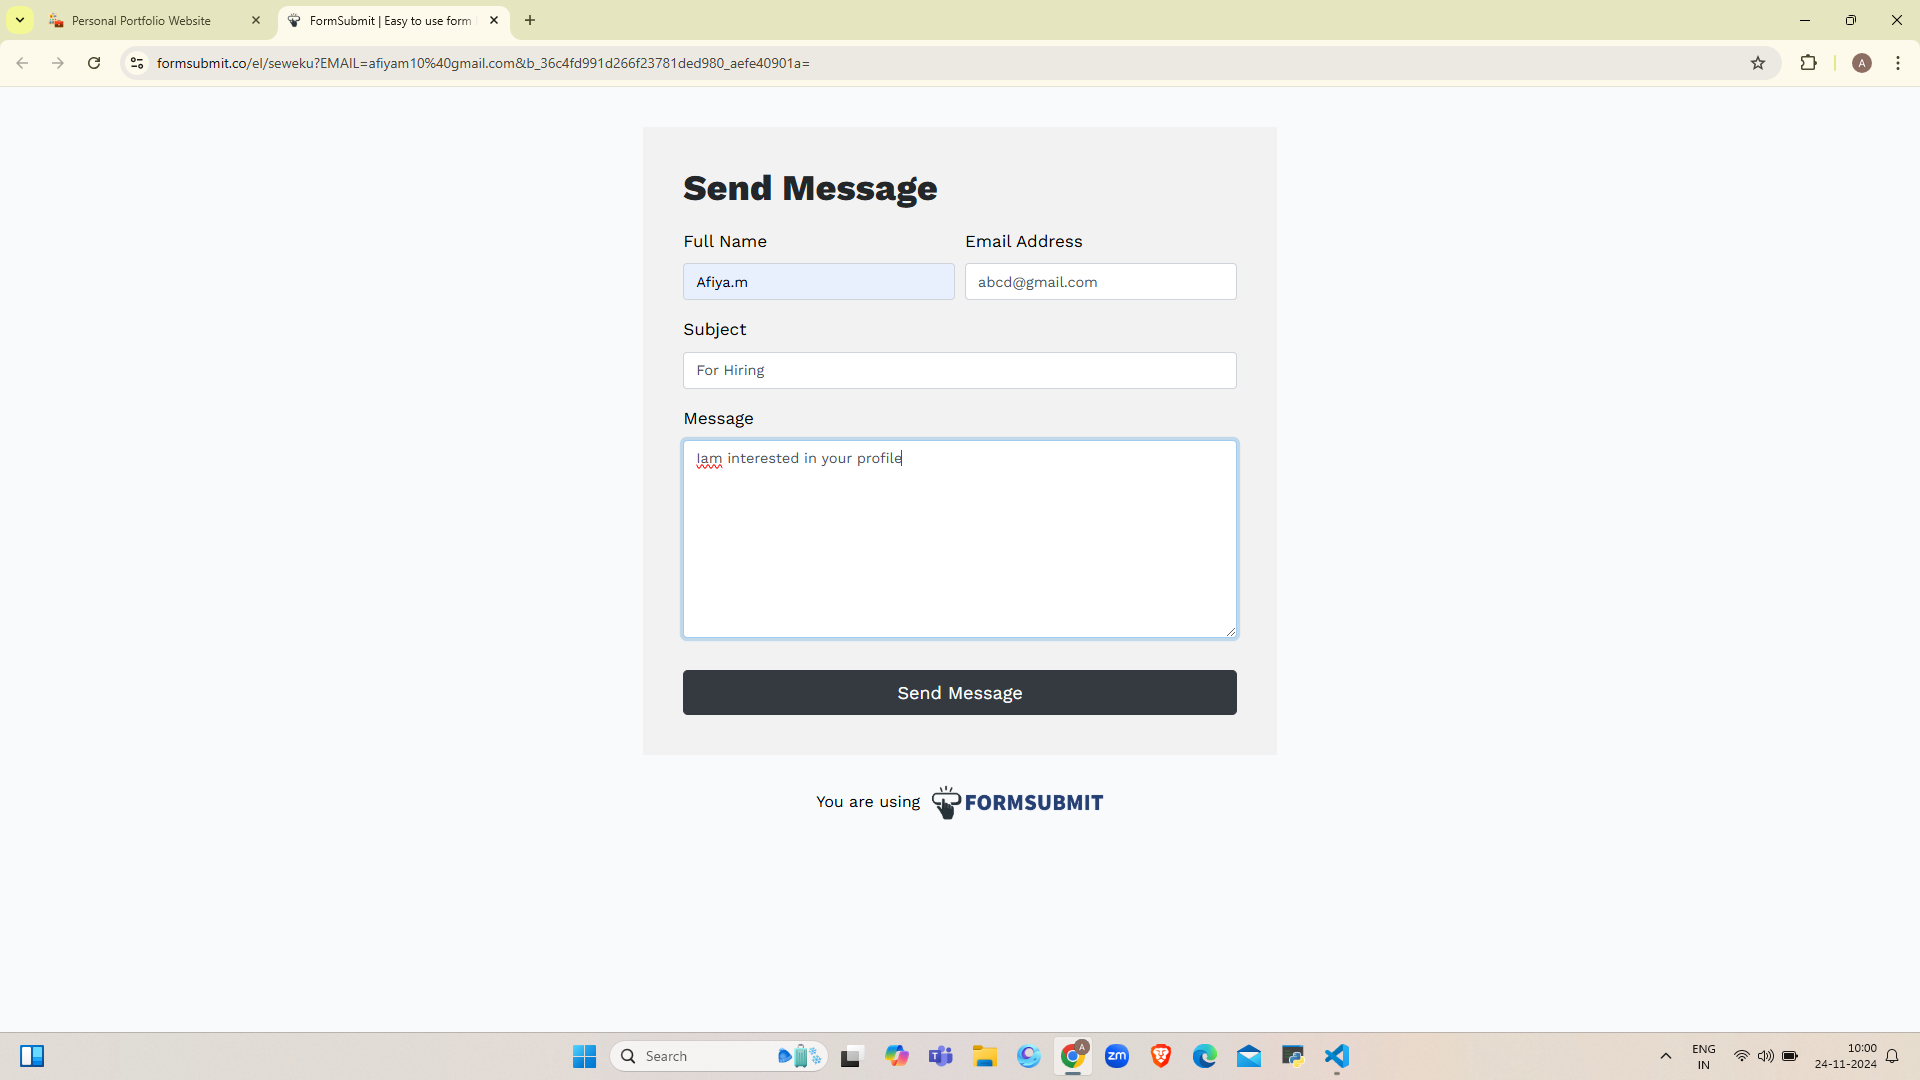 Personal Portfolio Website
FormSubmit | Easy to use form
formsubmit.co/el/seweku?EMAIL=afiyam10%40gmail.com&b_36c4fd991d266f23781ded980_aefe40901a=
A
Send Message
Full Name
Email Address
Afiya.m
abcd@gmail.com
Subject
For Hiring
Message
Iam interested in your profile
Send Message
You are using
FORMSUBMIT
Search
A
zm
ENG
IN
10:00
24-11-2024